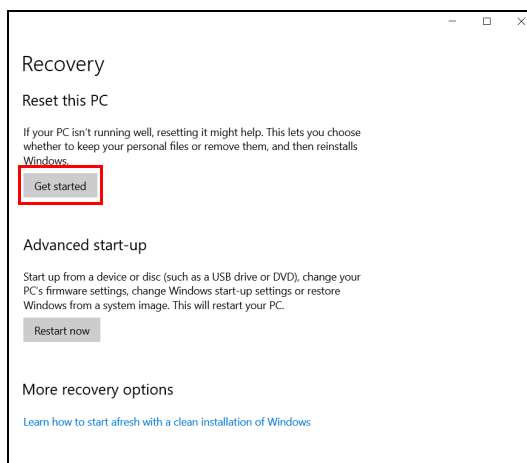 Recovery
Reset this PC
If your PC isn't running well, resetting it might help. This lets you choose
whether to keep your personal files or remove them, and then reinstalls
Windows.
Get started
Advanced start-up
Start up from a device or disc (such as a USB drive or DVD), change your
PC's firmware settings, change Windows start-up settings or restore
Windows from a system image. This will restart your PC.
Restart now
More recovery options
Learn how to start afresh with a clean installation of Windows